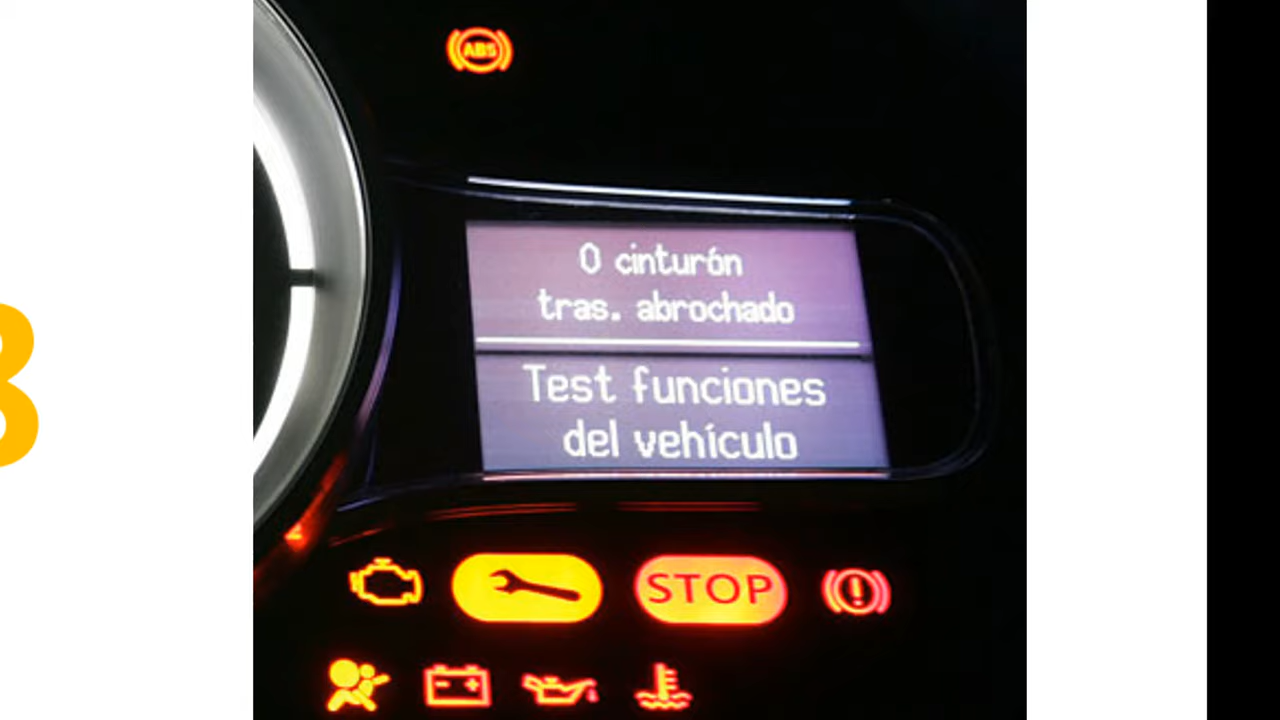 ABS
0 cinturón
tras. abrochado
Test funciones
del vehículo
STOP